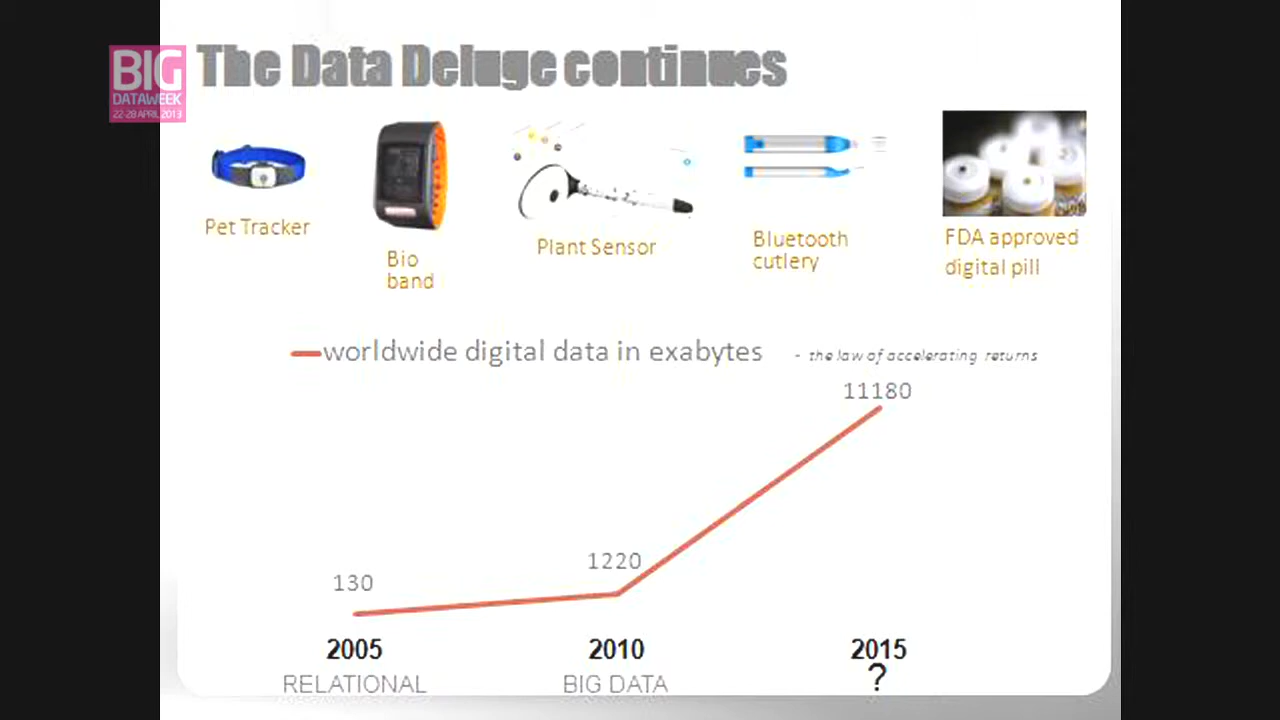 BIG
DATAWEEK
22-28 APRIL 2013
The Data Deluge continues
Pet Tracker
Bio
band
Plant Sensor
Bluetooth
cutlery
FDA approved
digital pill
worldwide digital data in exabytes - the law of accelerating returns
11180
1220
130
2005 2010 2015
RELATIONAL BIG DATA ?